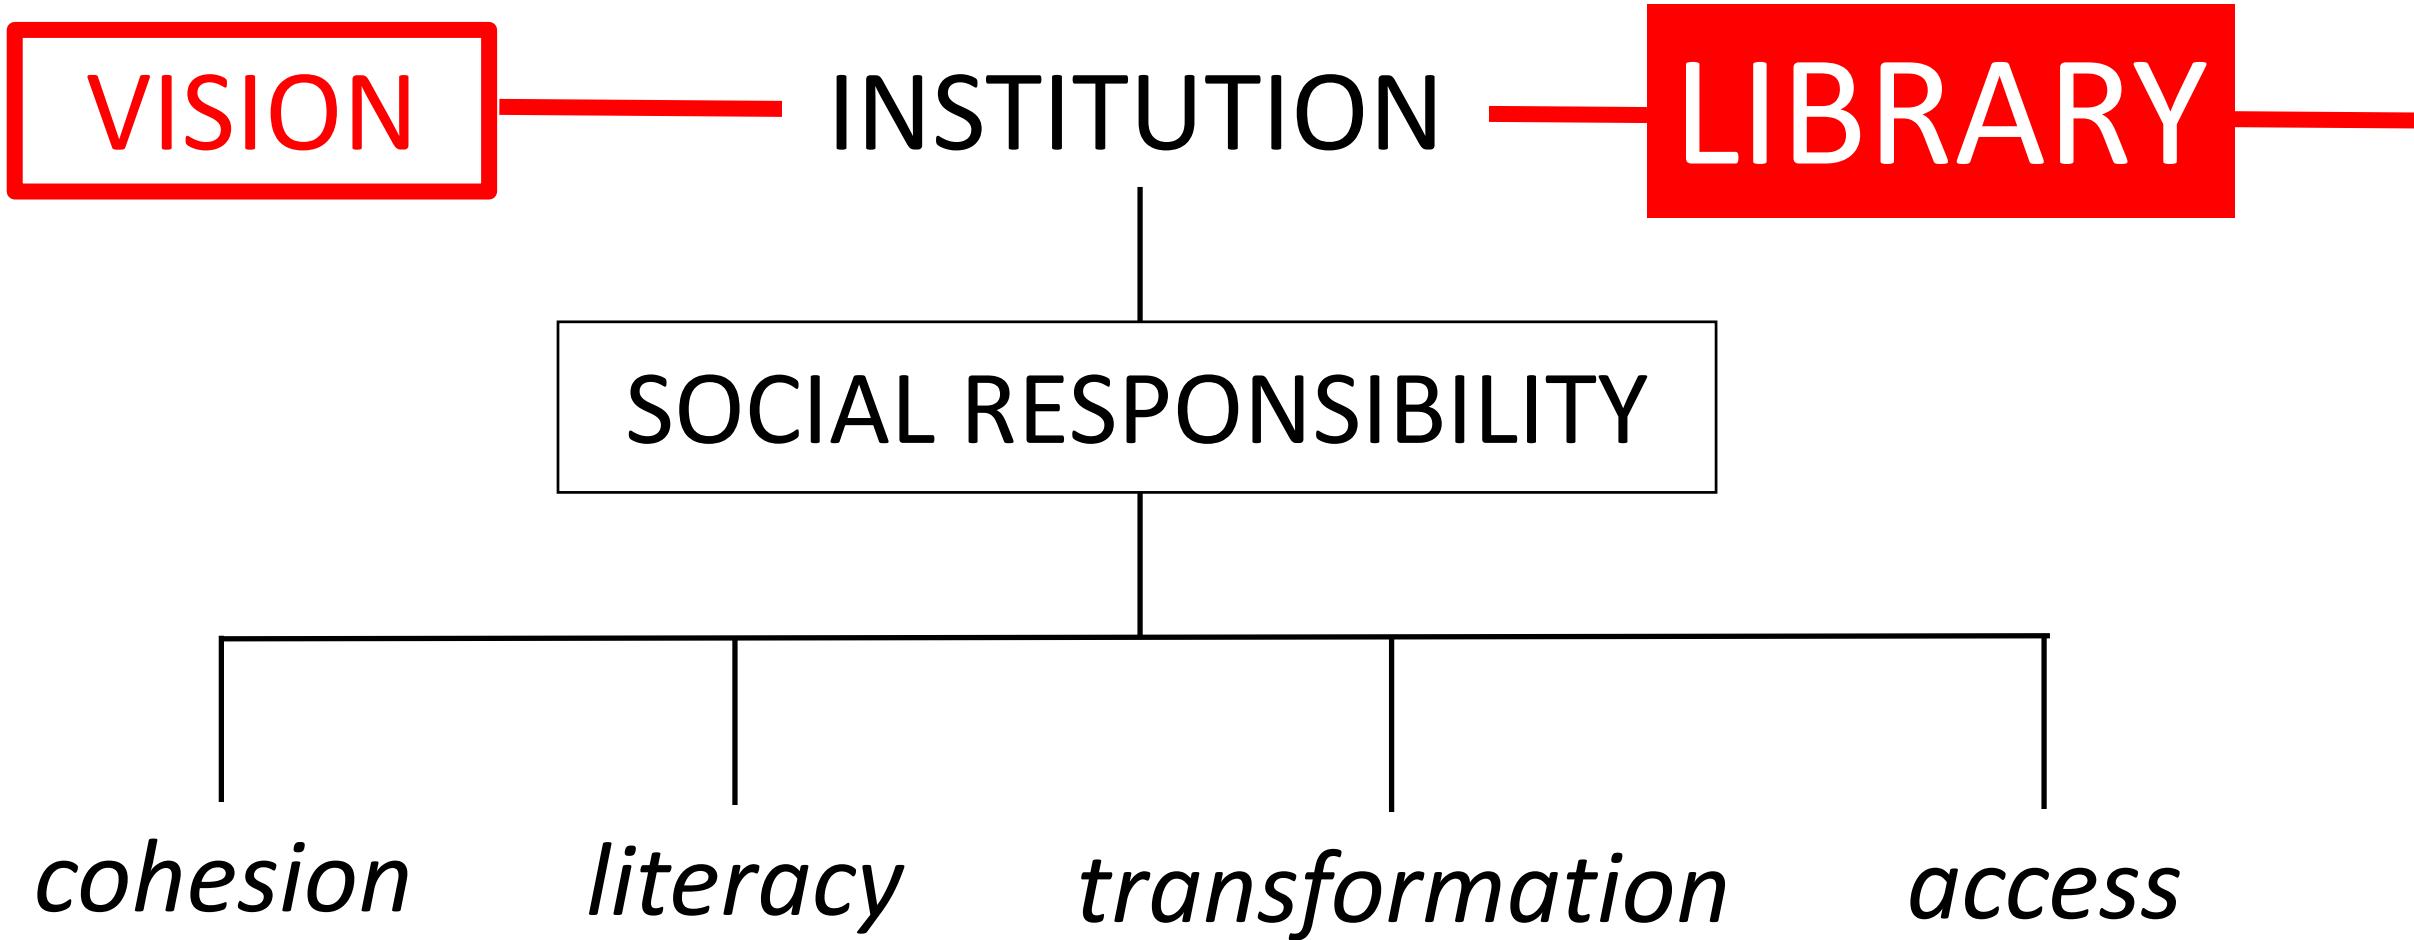 VISION INSTITUTION LIBRARY
SOCIAL RESPONSIBILITY
cohesion literacy transformation access